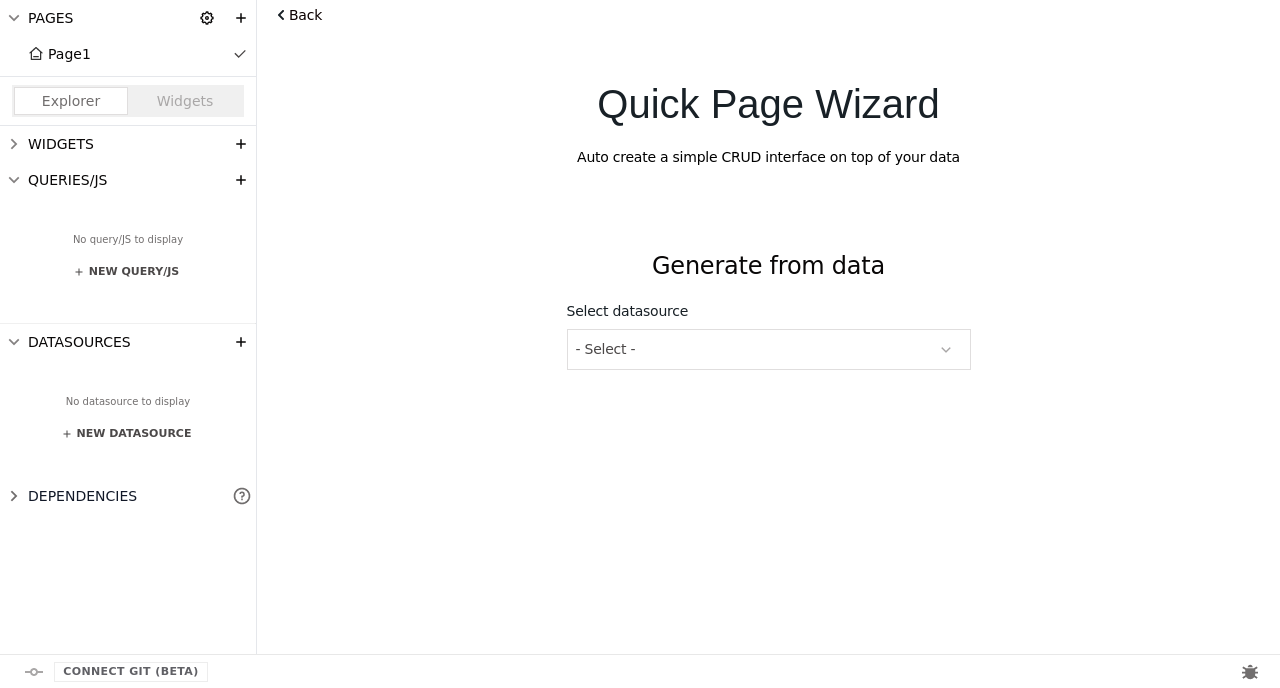 PAGES
Page1
Explorer
Widgets
WIDGETS
QUERIES/JS
No query/JS to display
+ NEW QUERY/JS
DATASOURCES
No datasource to display
+ NEW DATASOURCE
DEPENDENCIES
CONNECT GIT (BETA)
Back
Quick Page Wizard
Auto create a simple CRUD interface on top of your data
Generate from data
Select datasource
- Select -